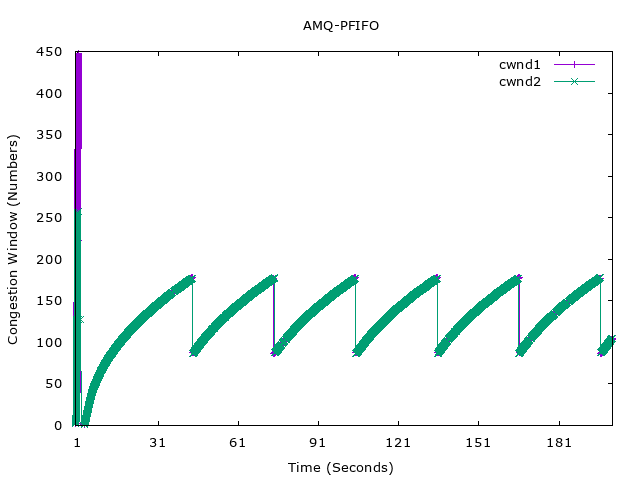 AMQ-PFIFO
450
400
350
300
250
200
150
100
50
0
Congestion Window (Numbers)
cwnd1
cwnd2
1 31 61 91 121 151 181
Time (Seconds)